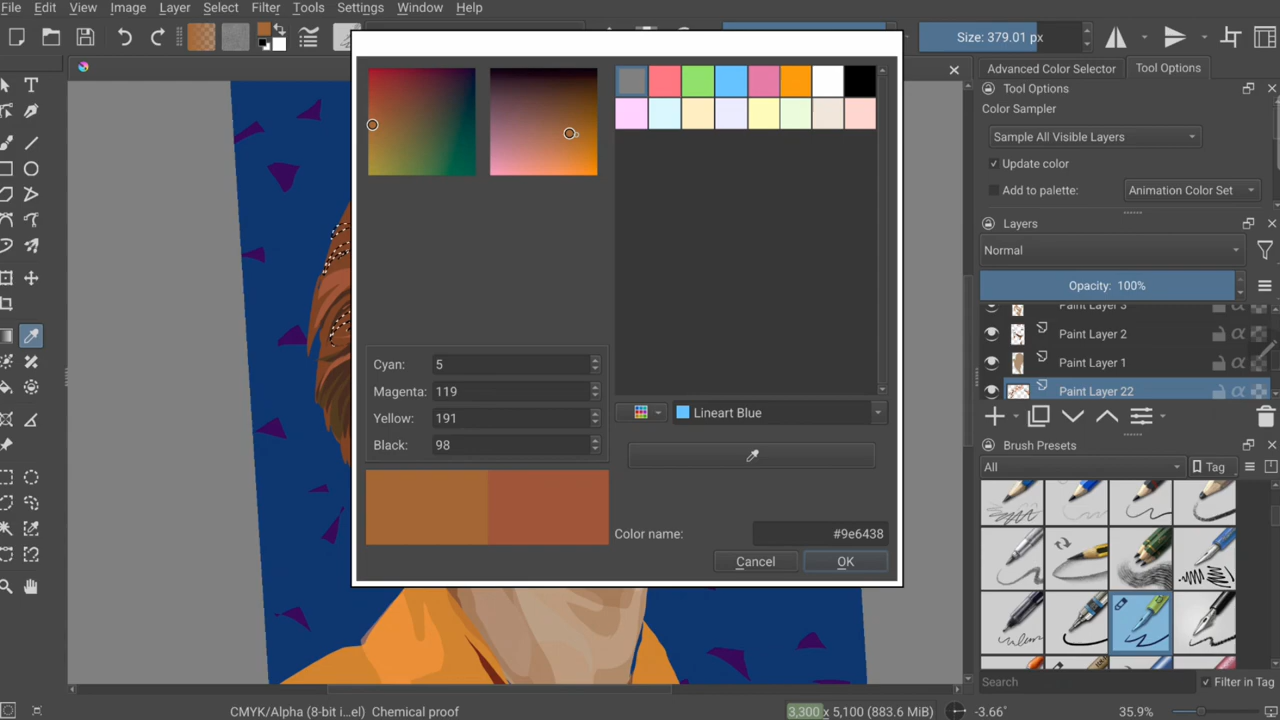 File Edit View Image Layer Select Filter Tools Settings Window Help
Size: 379.01 px
Advanced Color Selector Tool Options
Tool Options
Color Sampler
Sample All Visible Layers
Update color
Add to palette: Animation Color Set
Layers
Normal
Opacity: 100%
Paint Layer 3
Paint Layer 2
Paint Layer 1
Paint Layer 22
Cyan: 5
Magenta: 119
Yellow: 191
Black: 98
Lineart Blue
Color name: #9e6438
Cancel OK
Brush Presets
All Tag
Search Filter in Tag
CMYK/Alpha (8-bit i...el) Chemical proof 3,300 x 5,100 (883.6 MiB) -3.66° 35.9%